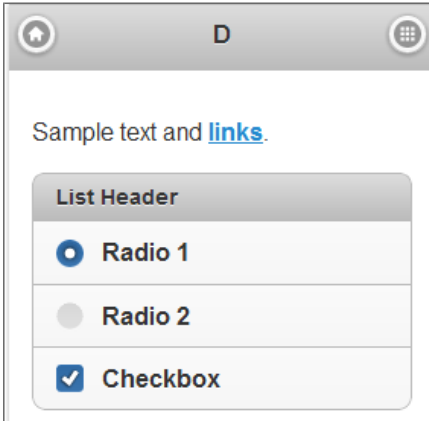 D
Sample text and links.
List Header
Radio 1
Radio 2
Checkbox